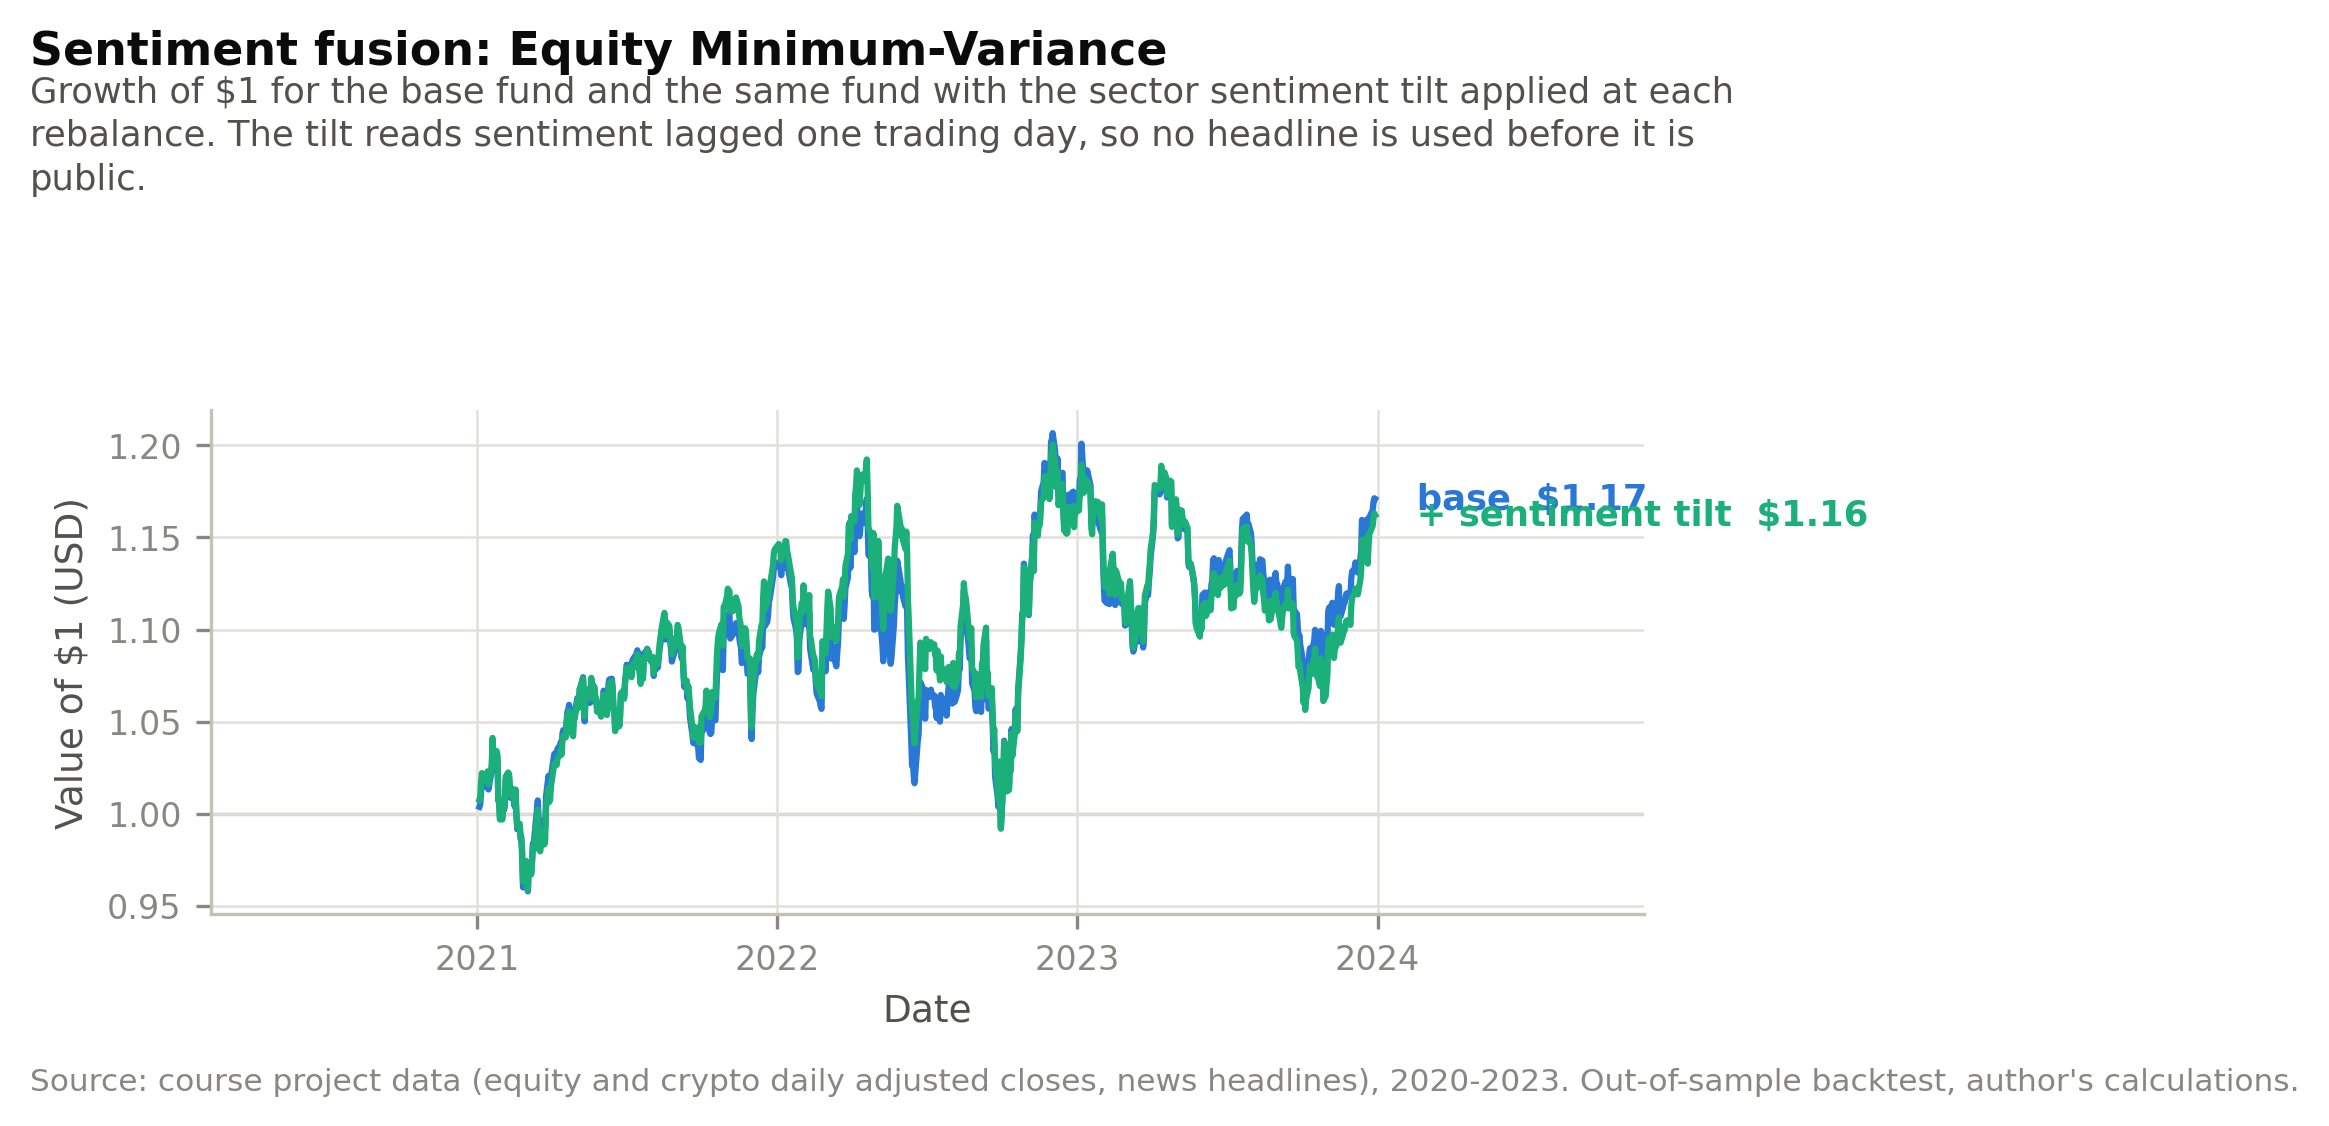 Sentiment fusion: Equity Minimum-Variance
Growth of $1 for the base fund and the same fund with the sector sentiment tilt applied at each
rebalance. The tilt reads sentiment lagged one trading day, so no headline is used before it is
public.
1.20
1.15
1.10
1.05
1.00
0.95
Value of $1 (USD)
base $1.17
+ sentiment tilt $1.16
2021 2022 2023 2024
Date
Source: course project data (equity and crypto daily adjusted closes, news headlines), 2020-2023. Out-of-sample backtest, author's calculations.